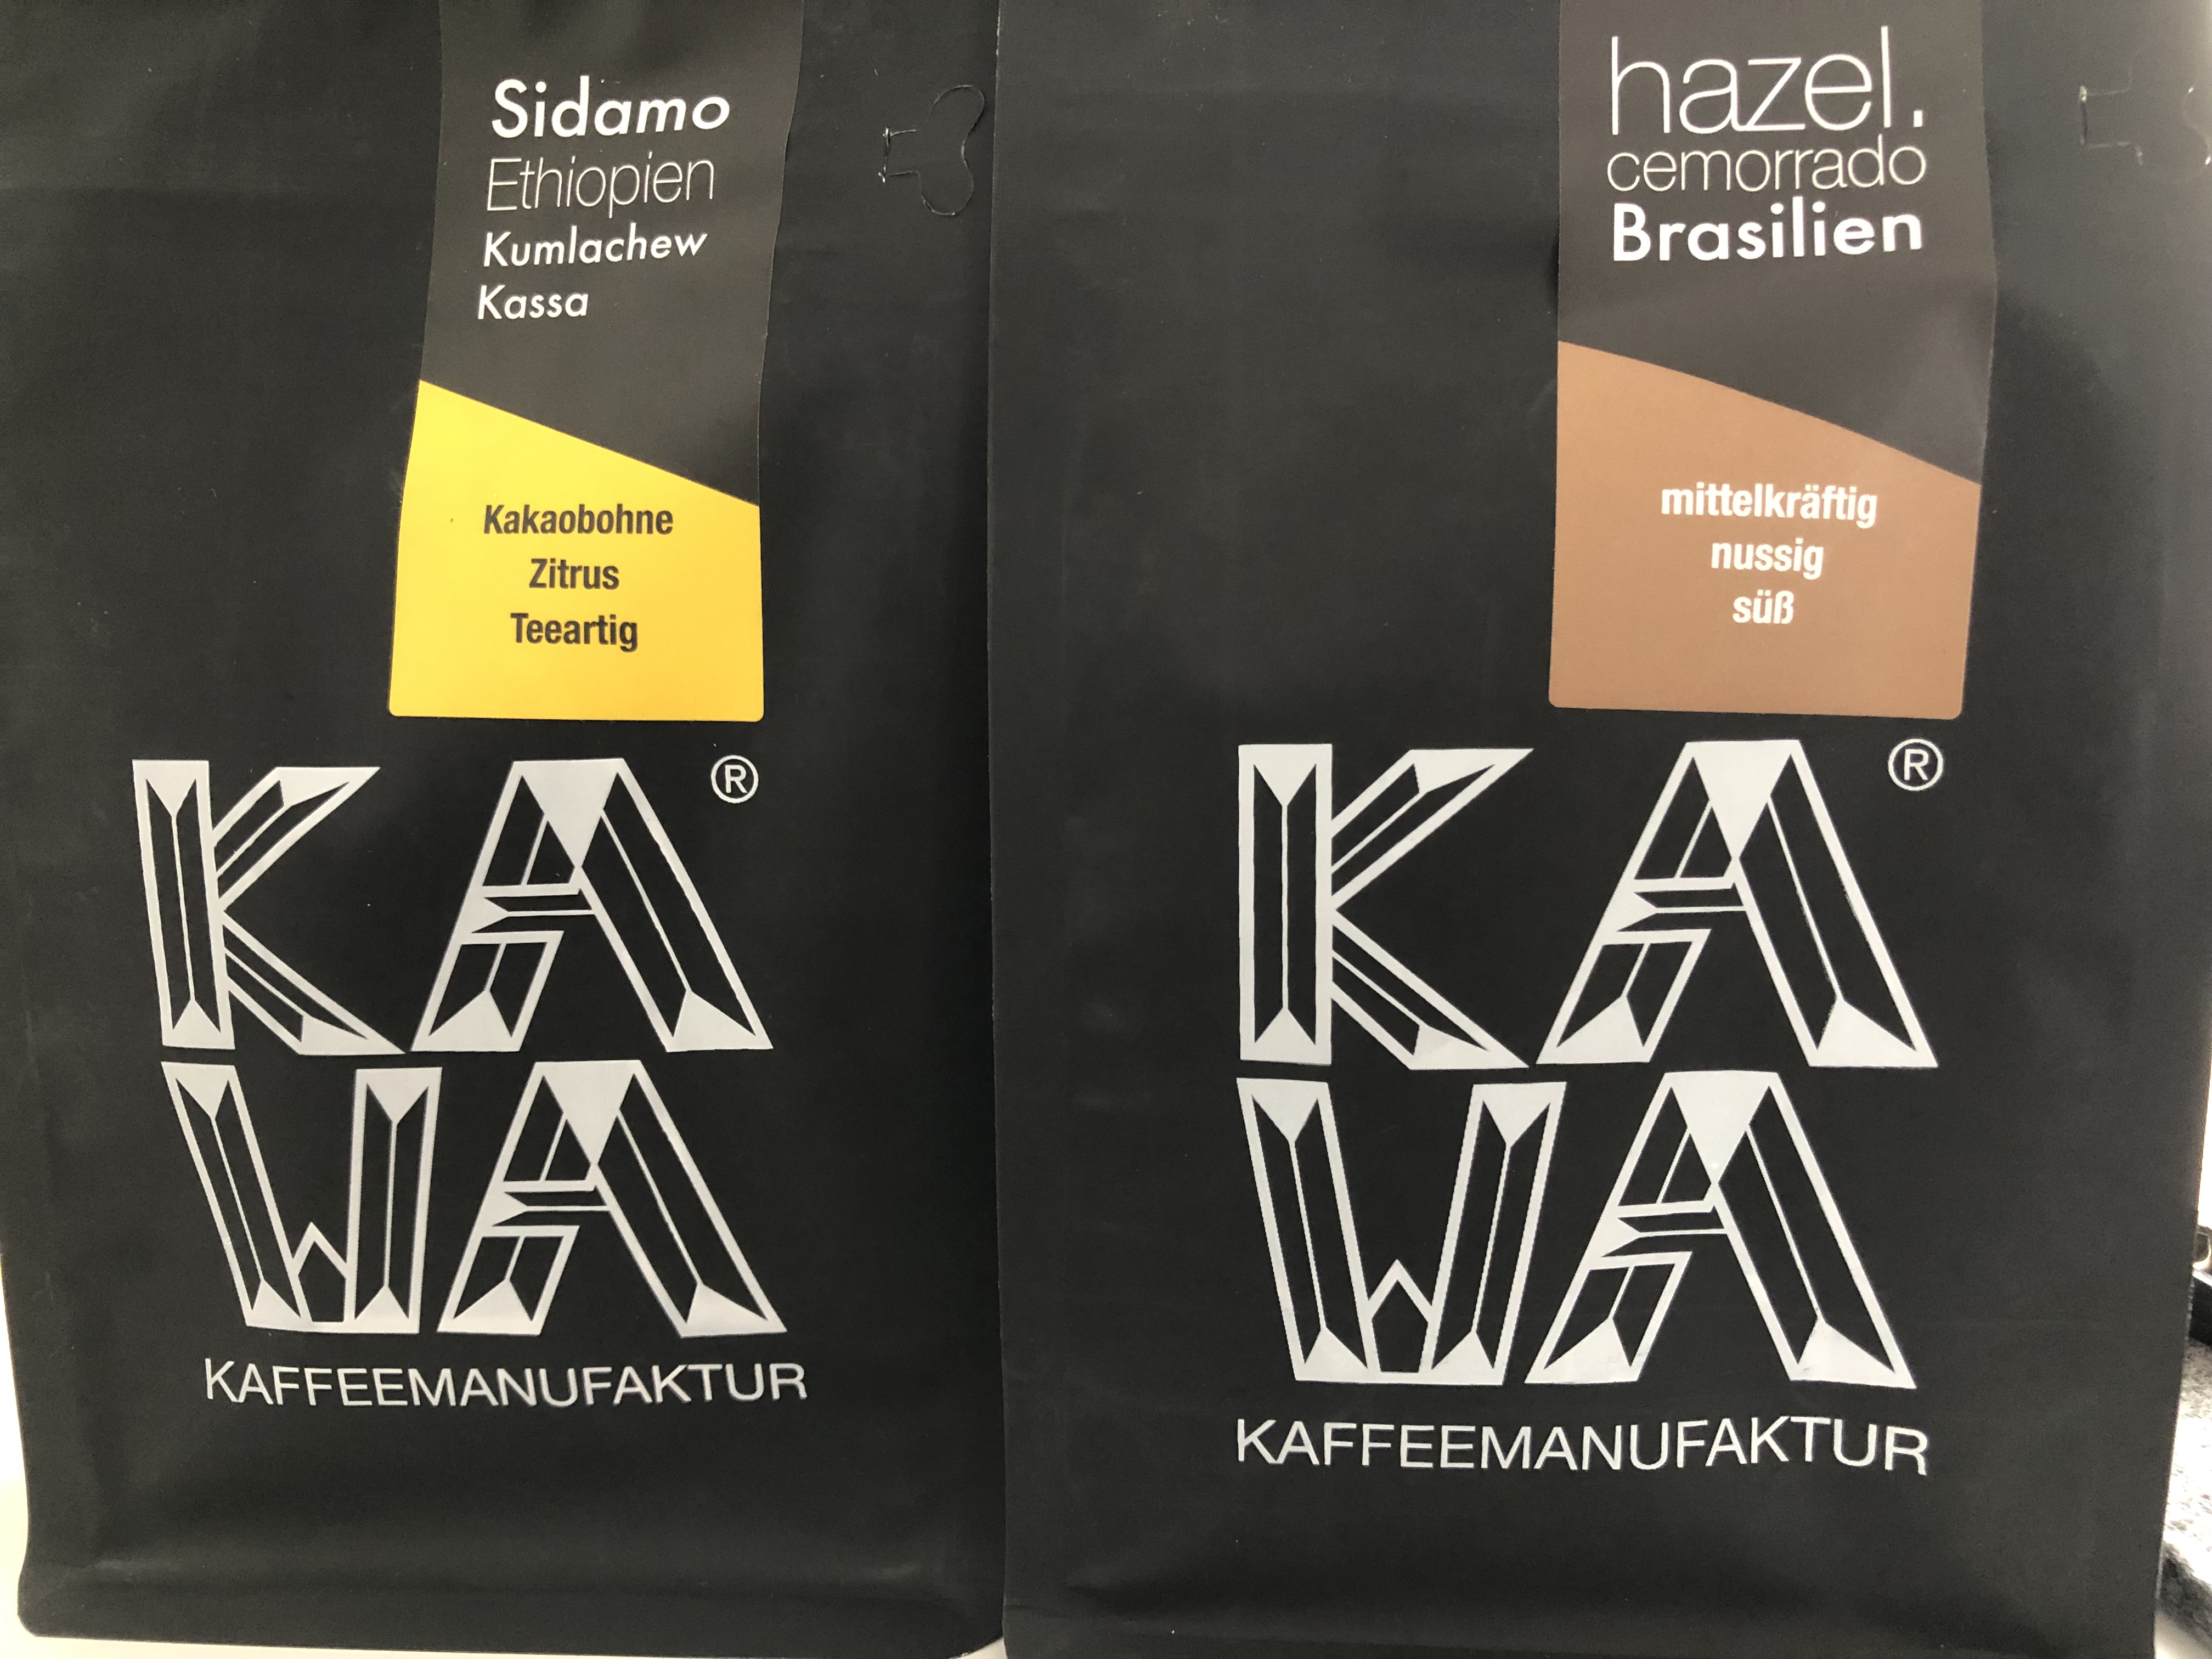 Sidamo
Ethiopien
Kumlachew
Kassa
Kakaobohne
Zitrus
Teeartig
KA®
WA
KAFFEEMANUFAKTUR
hazel.
cemorrado
Brasilien
mittelkräftig
nussig
süß
KA®
WA
KAFFEEMANUFAKTUR